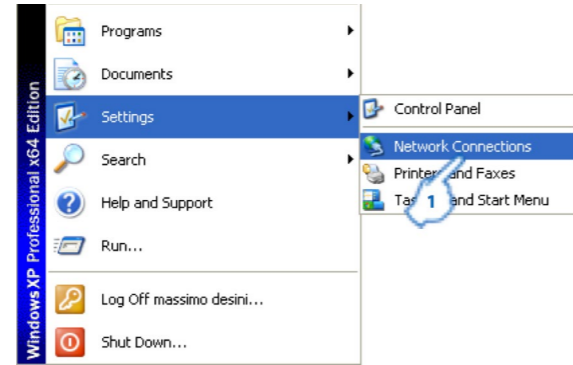 Windows XP Professional x64 Edition
Programs
Documents
Settings
Search
Help and Support
Run...
Log Off massimo desini...
Shut Down...
Control Panel
Network Connections
Printers and Faxes
and Start Menu
1